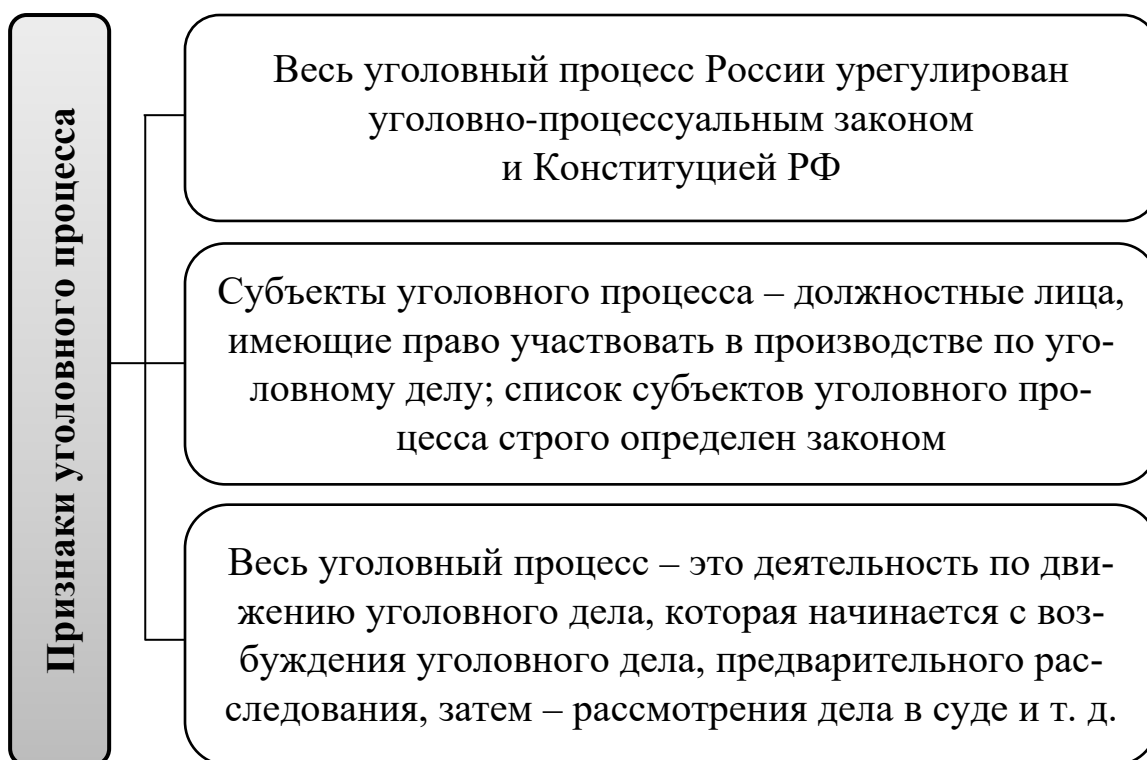 Признаки уголовного процесса
Весь уголовный процесс России урегулирован
уголовно-процессуальным законом
и Конституцией РФ
Субъекты уголовного процесса – должностные лица,
имеющие право участвовать в производстве по уго-
ловному делу; список субъектов уголовного про-
цесса строго определен законом
Весь уголовный процесс – это деятельность по дви-
жению уголовного дела, которая начинается с воз-
буждения уголовного дела, предварительного рас-
следования, затем – рассмотрения дела в суде и т. д.